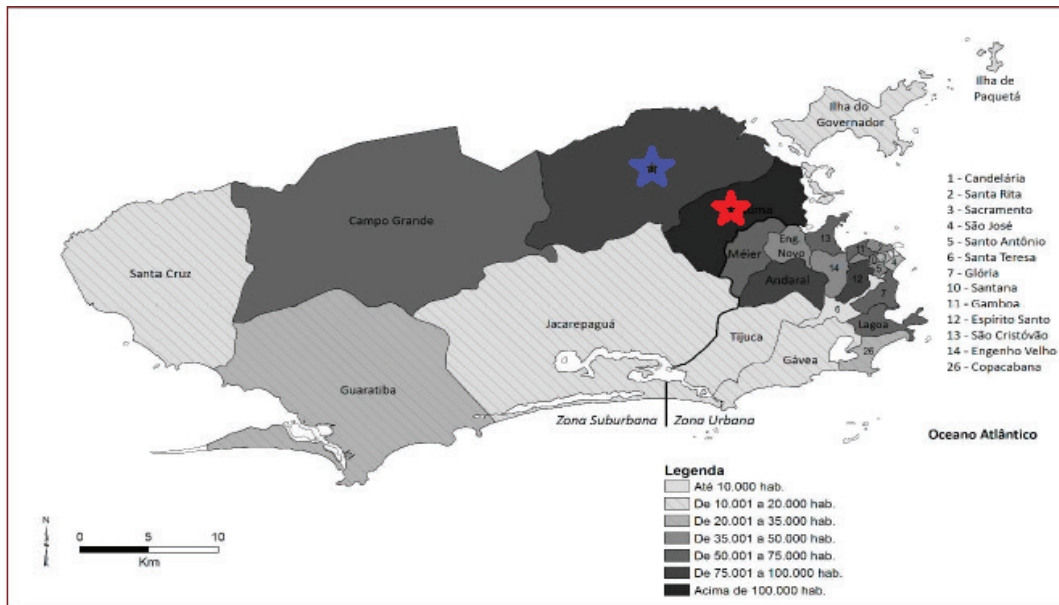 Ilha de
Paquetá
Ilha do
Governador
Campo Grande
Santa Cruz
Méier
Eng.
Novo
13
11
14
12
5
4
6
7
Andaraí
Jacarepaguá
Tijuca
Lagoa
Gávea
26
Guaratiba
Zona Suburbana
Zona Urbana
1 - Candelária
2 - Santa Rita
3 - Sacramento
4 - São José
5 - Santo Antônio
6 - Santa Teresa
7 - Glória
10 - Santana
11 - Gamboa
12 - Espírito Santo
13 - São Cristóvão
14 - Engenho Velho
26 - Copacabana
Oceano Atlântico
Legenda
Até 10.000 hab.
De 10.001 a 20.000 hab.
De 20.001 a 35.000 hab.
De 35.001 a 50.000 hab.
De 50.001 a 75.000 hab.
De 75.001 a 100.000 hab.
Acima de 100.000 hab.
N
0 5 10
Km